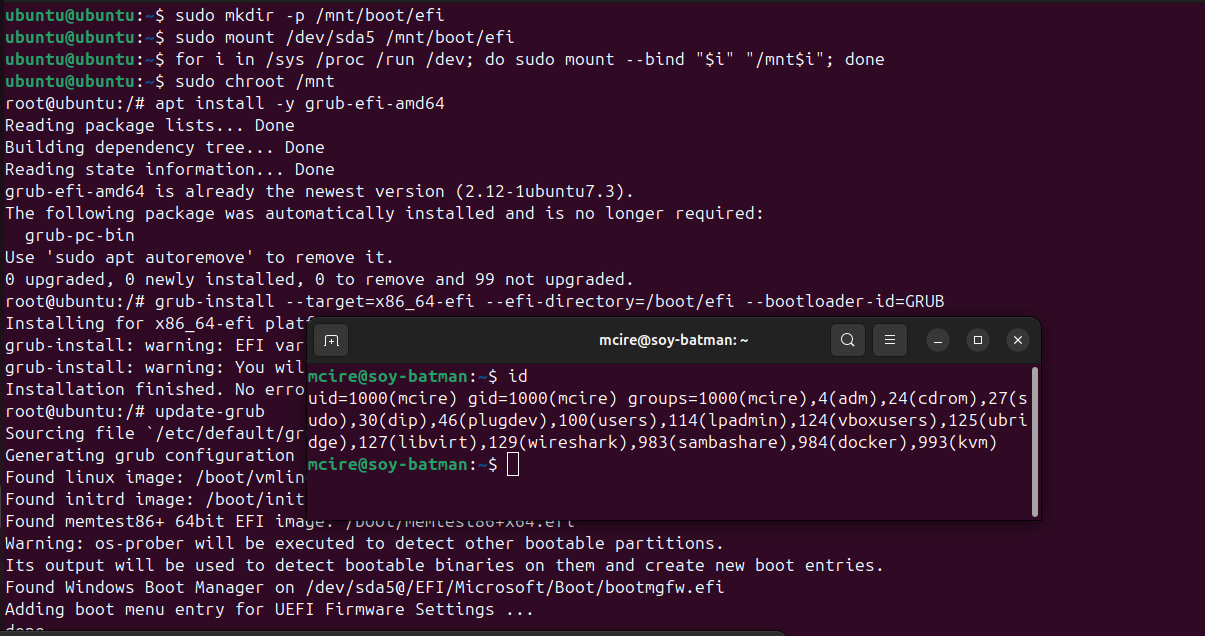 ubuntu@ubuntu:~$ sudo mkdir -p /mnt/boot/efi
ubuntu@ubuntu:~$ sudo mount /dev/sda5 /mnt/boot/efi
ubuntu@ubuntu:~$ for i in /sys /proc /run /dev; do sudo mount --bind "$i" "/mnt$i"; done
ubuntu@ubuntu:~$ sudo chroot /mnt
root@ubuntu:/# apt install -y grub-efi-amd64
Reading package lists... Done
Building dependency tree... Done
Reading state information... Done
grub-efi-amd64 is already the newest version (2.12-1ubuntu7.3).
The following package was automatically installed and is no longer required:
  grub-pc-bin
Use 'sudo apt autoremove' to remove it.
0 upgraded, 0 newly installed, 0 to remove and 99 not upgraded.
root@ubuntu:/# grub-install --target=x86_64-efi --efi-directory=/boot/efi --bootloader-id=GRUB
Installing for x86_64-efi platf
grub-install: warning: EFI var
grub-install: warning: You wil
Installation finished. No erro
root@ubuntu:/# update-grub
Sourcing file `/etc/default/gr
Generating grub configuration
Found linux image: /boot/vmlin
Found initrd image: /boot/init
Found memtest86+ 64bit EFI image: /boot/memtest86+x64.efi
Warning: os-prober will be executed to detect other bootable partitions.
Its output will be used to detect bootable binaries on them and create new boot entries.
Found Windows Boot Manager on /dev/sda5@/EFI/Microsoft/Boot/bootmgfw.efi
Adding boot menu entry for UEFI Firmware Settings ...
done
mcire@soy-batman: ~
mcire@soy-batman:~$ id
uid=1000(mcire) gid=1000(mcire) groups=1000(mcire),4(adm),24(cdrom),27(s
udo),30(dip),46(plugdev),100(users),114(lpadmin),124(vboxusers),125(ubri
dge),127(libvirt),129(wireshark),983(sambashare),984(docker),993(kvm)
mcire@soy-batman:~$